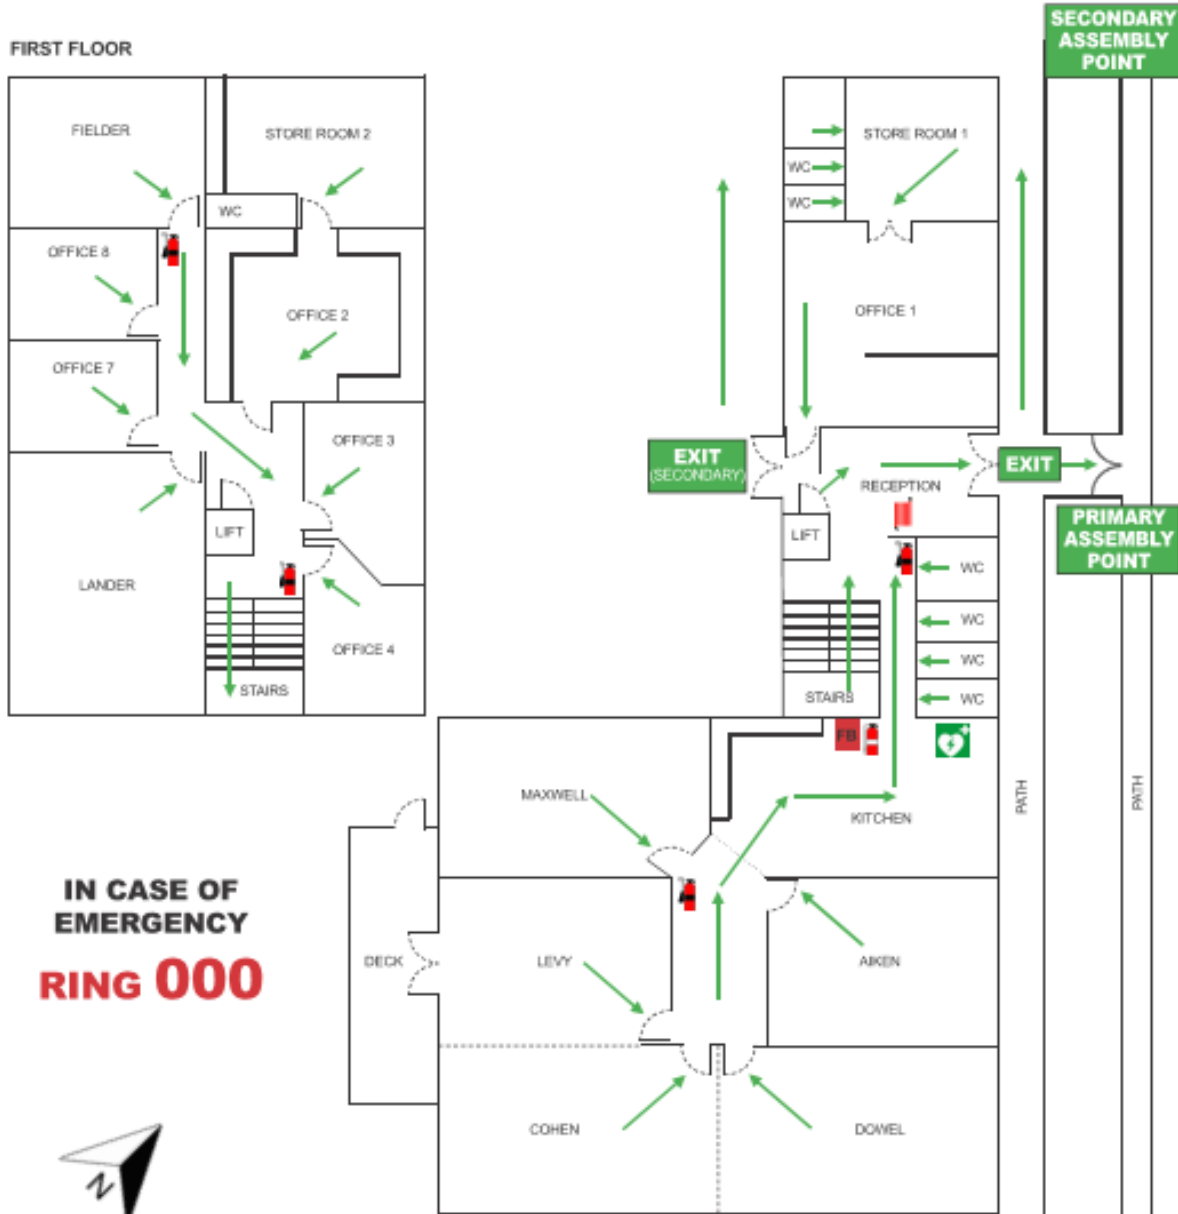 SECONDARY
ASSEMBLY
POINT
FIRST FLOOR
FIELDER
STORE ROOM 2
STORE ROOM 1
WC
WC
WC
OFFICE 8
OFFICE 2
OFFICE 1
OFFICE 7
OFFICE 3
EXIT
(SECONDARY)
EXIT
RECEPTION
LIFT
LIFT
PRIMARY
ASSEMBLY
POINT
LANDER
WC
WC
OFFICE 4
WC
STAIRS
STAIRS
WC
FB
MAXWELL
KITCHEN
PATH
PATH
IN CASE OF
EMERGENCY
RING 000
DECK
LEVY
AIKEN
COHEN
DOWEL
N